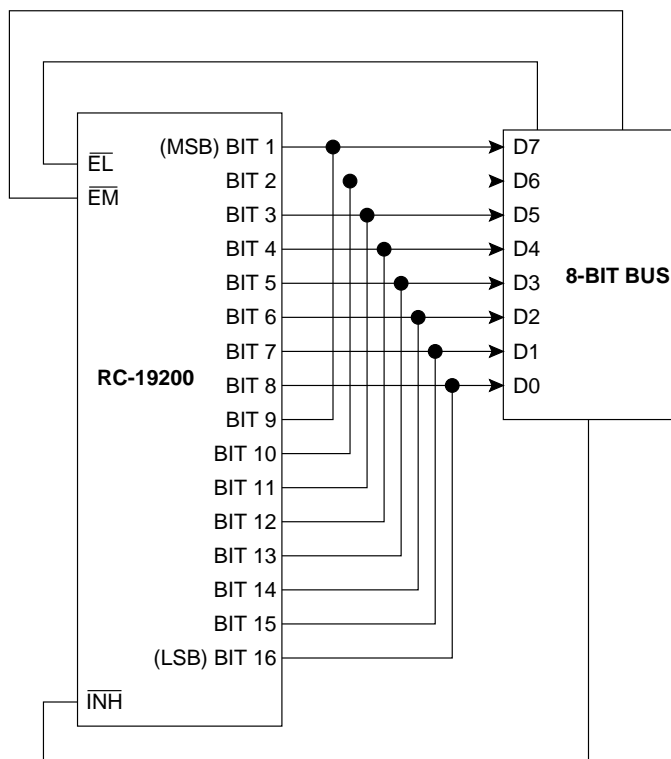 EL
EM
(MSB) BIT 1
BIT 2
BIT 3
BIT 4
BIT 5
BIT 6
BIT 7
BIT 8
BIT 9
BIT 10
BIT 11
BIT 12
BIT 13
BIT 14
BIT 15
(LSB) BIT 16
RC-19200
INH
D7
D6
D5
D4
D3
D2
D1
D0
8-BIT BUS